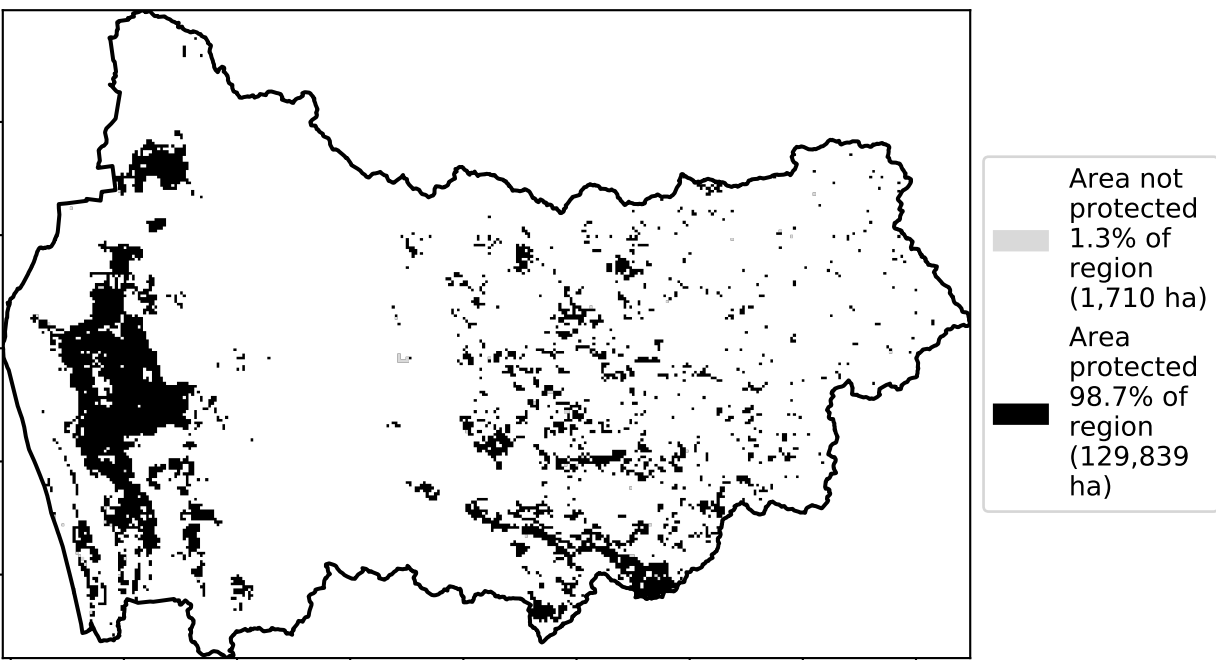 Area not
protected
1.3% of
region
(1,710 ha)
Area
protected
98.7% of
region
(129,839
ha)